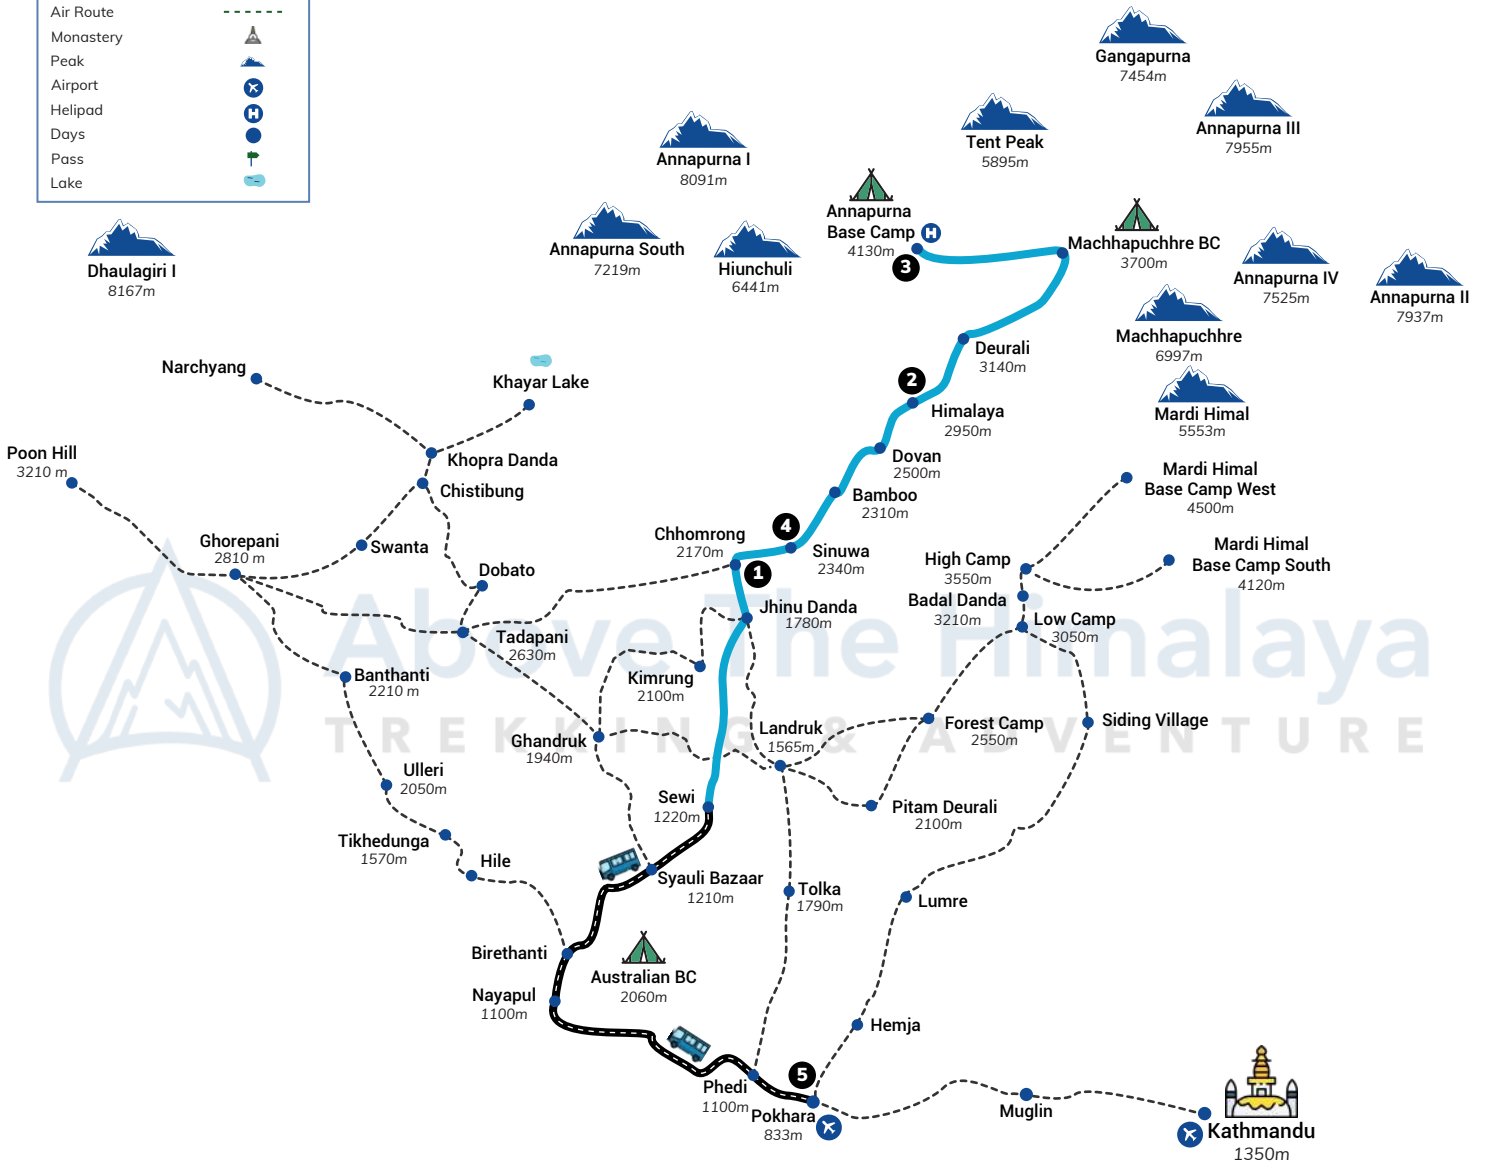 Air Route
Monastery
Peak
Airport
Helipad
H
Days
Pass
Lake
Gangapurna
7454m
Annapurna III
7955m
Tent Peak
5895m
Annapurna I
8091m
Annapurna South
7219m
Hiunchuli
6441m
Dhaulagiri I
8167m
Annapurna
Base Camp
H
4130m
3
Machhapuchhre BC
3700m
Annapurna IV
7525m
Annapurna II
7937m
Machhapuchhre
6997m
Mardi Himal
5553m
Deurali
3140m
2
Himalaya
2950m
Dovan
2500m
Bamboo
2310m
4
Sinuwa
2340m
Chhomrong
2170m
1
Jhinu Danda
1780m
Narchyang
Khayar Lake
Khopra Danda
Chistibung
Poon Hill
3210 m
Ghorepani
2810 m
Swanta
Dobato
Tadapani
2630m
Banthanti
2210 m
Kimrung
2100m
Ghandruk
1940m
Landruk
1565m
Mardi Himal
Base Camp West
4500m
Mardi Himal
Base Camp South
4120m
High Camp
3550m
Badal Danda
3210m
Low Camp
3050m
Forest Camp
2550m
Siding Village
Pitam Deurali
2100m
Above The Himalaya
TREKKING & ADVENTURE
Ulleri
2050m
Tikhedunga
1570m
Hile
Sewi
1220m
Syauli Bazaar
1210m
Tolka
1790m
Lumre
Birethanti
Australian BC
2060m
Nayapul
1100m
Hemja
5
Phedi
1100m
Pokhara
833m
Muglin
Kathmandu
1350m